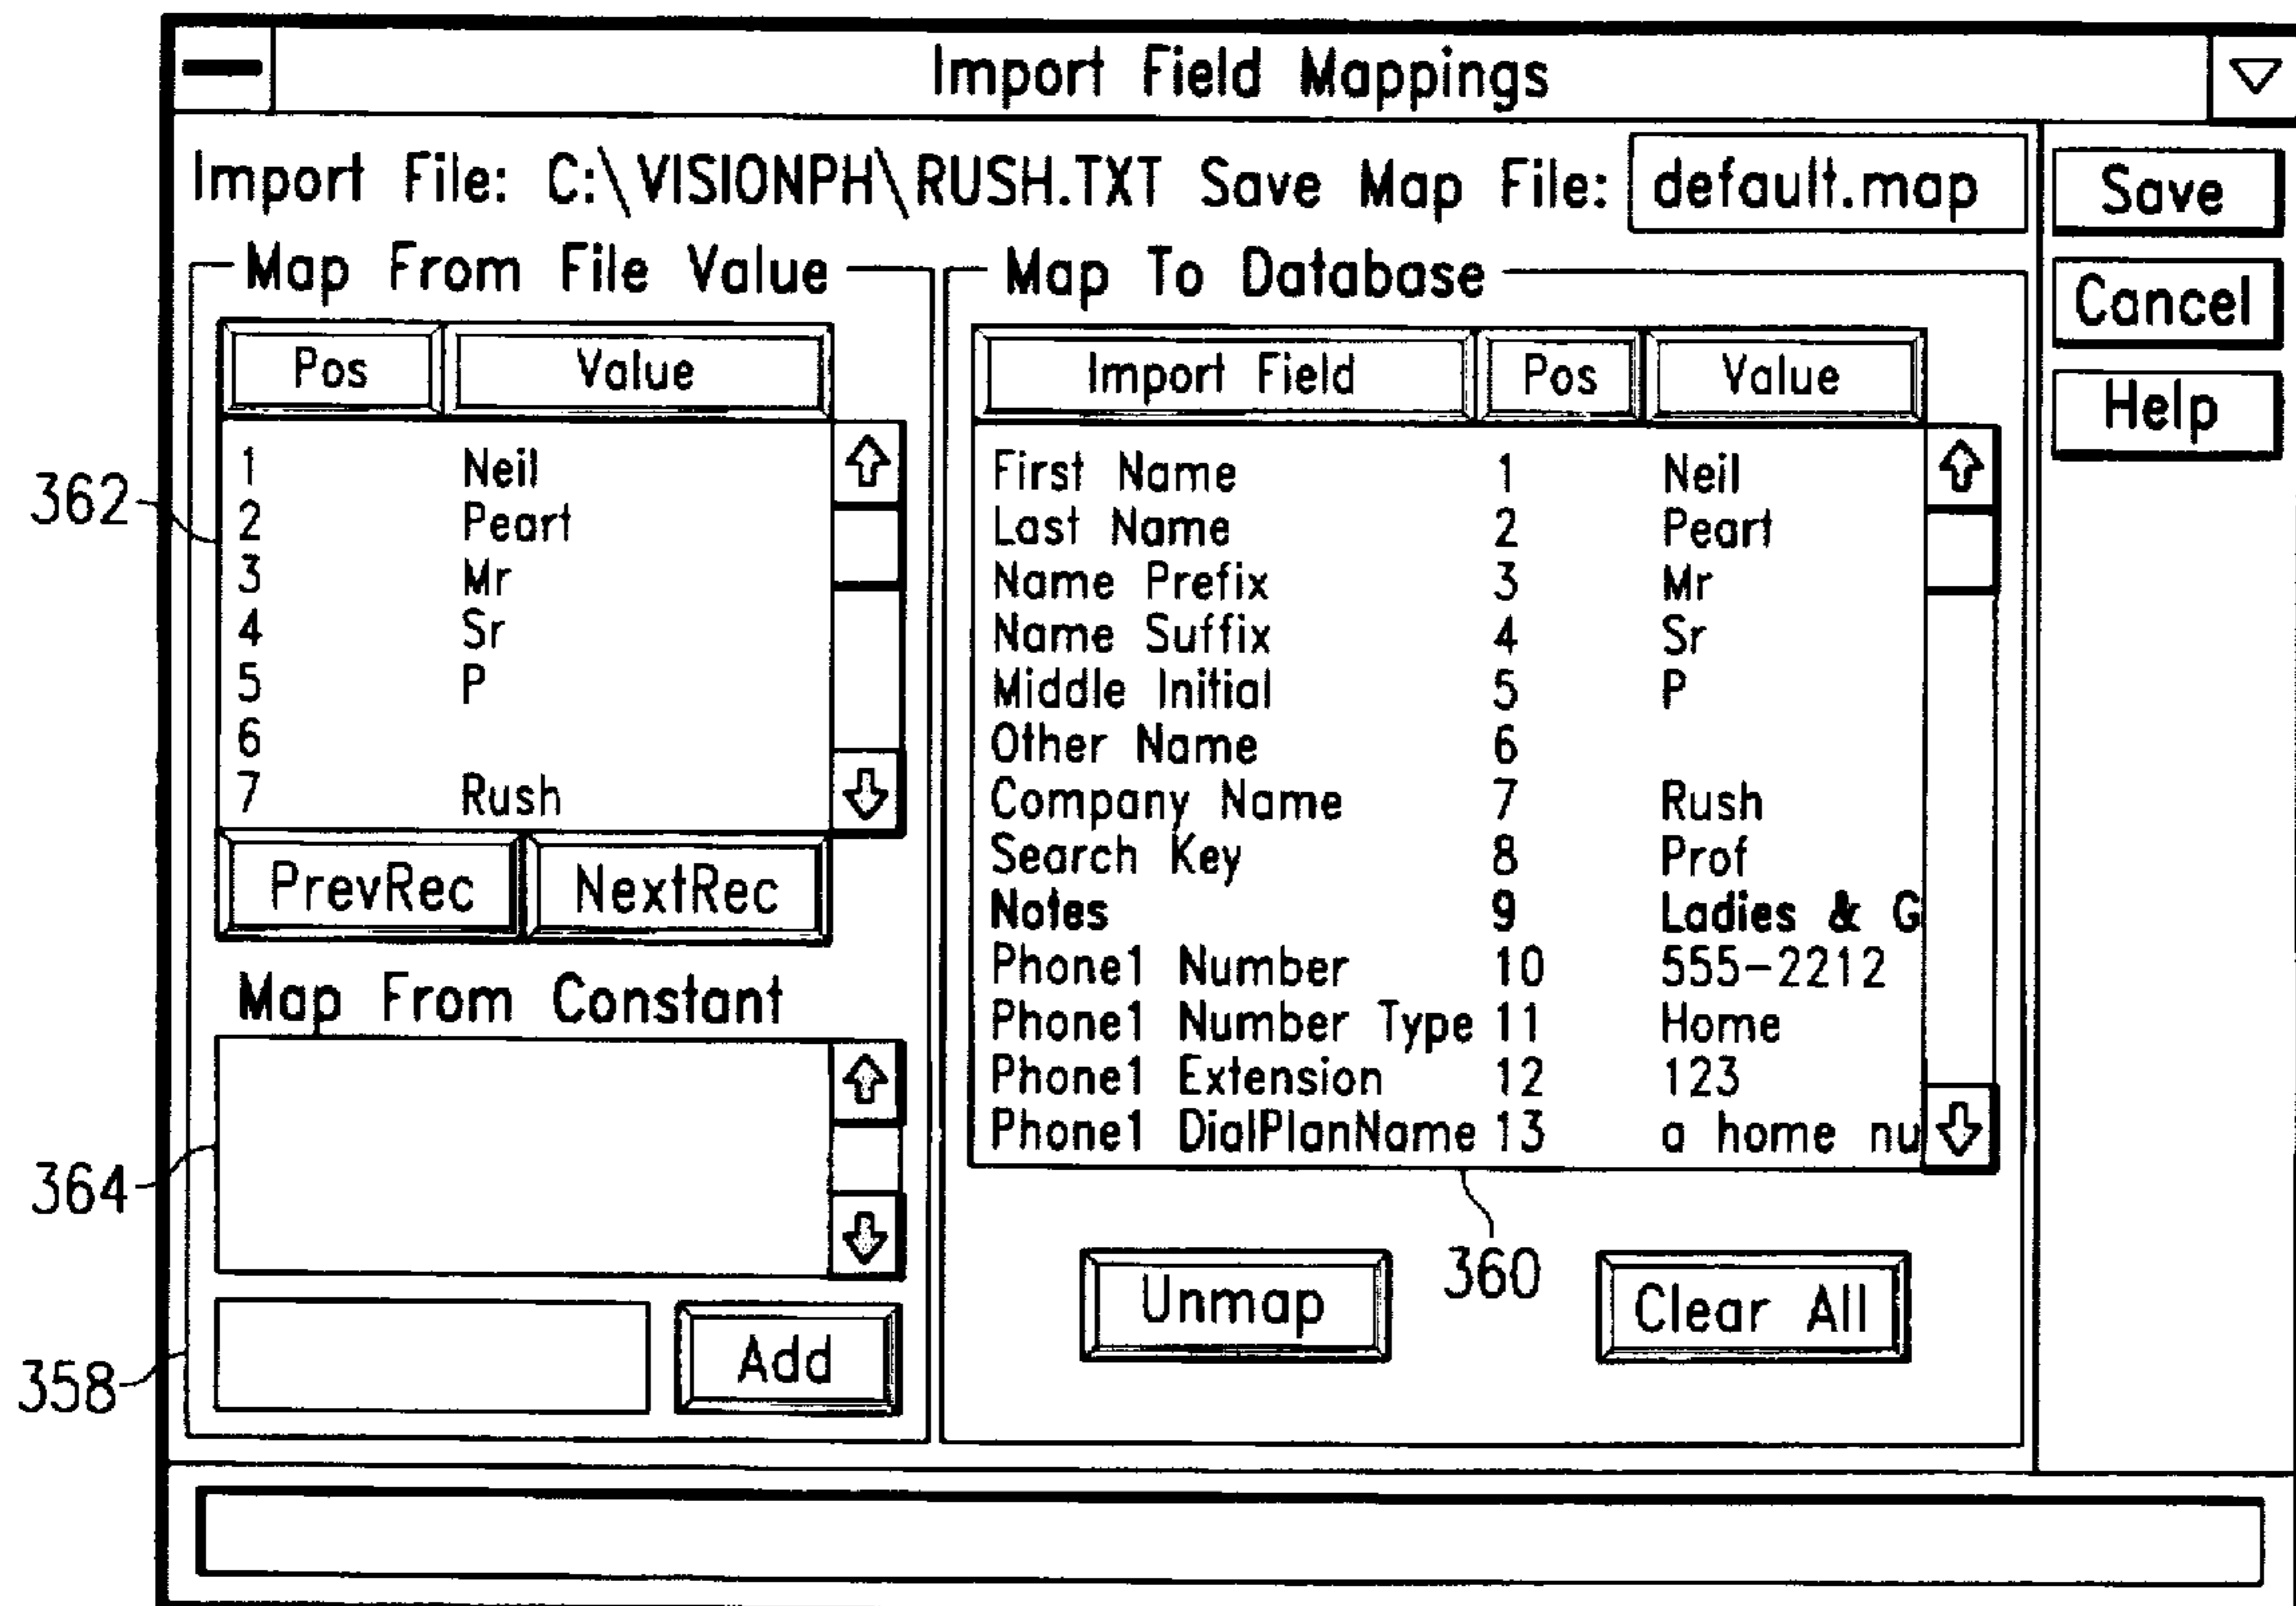 Import Field Mappings
Import File: C:\VISIONPH\RUSH.TXT Save Map File: default.map
Save
Cancel
Help
Map From File Value
Pos Value
1 Neil
2 Peart
3 Mr
4 Sr
5 P
6
7 Rush
PrevRec NextRec
362
Map From Constant
364
358
Add
Map To Database
Import Field Pos Value
First Name 1 Neil
Last Name 2 Peart
Name Prefix 3 Mr
Name Suffix 4 Sr
Middle Initial 5 P
Other Name 6
Company Name 7 Rush
Search Key 8 Prof
Notes 9 Ladies & G
Phone1 Number 10 555-2212
Phone1 Number Type 11 Home
Phone1 Extension 12 123
Phone1 DialPlanName 13 a home nu
360
Unmap Clear All